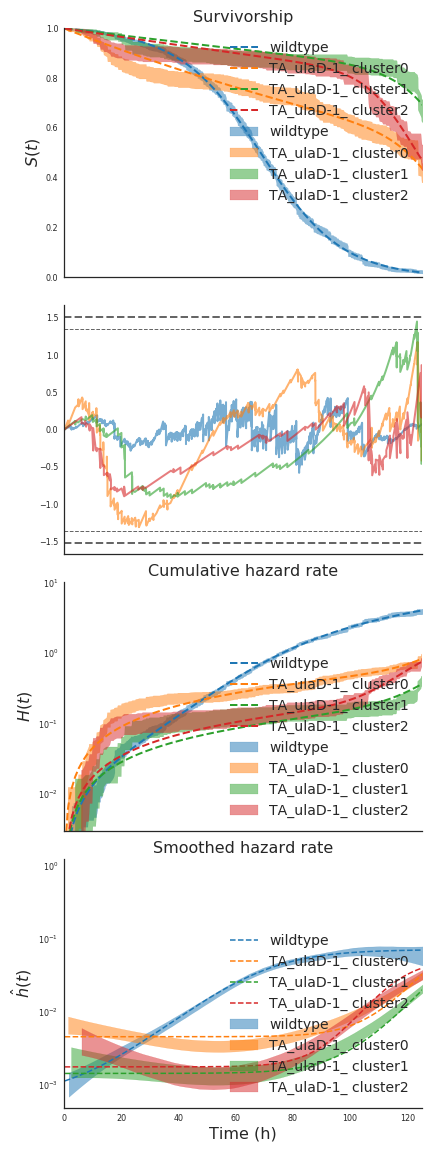 Survivorship
1.0
0.8
0.6
0.4
0.2
0.0
S(t)
wildtype
TA_ulaD-1_ cluster0
TA_ulaD-1_ cluster1
TA_ulaD-1_ cluster2
wildtype
TA_ulaD-1_ cluster0
TA_ulaD-1_ cluster1
TA_ulaD-1_ cluster2
1.5
1.0
0.5
0.0
−0.5
−1.0
−1.5
Cumulative hazard rate
10¹
10⁰
10⁻¹
10⁻²
H(t)
wildtype
TA_ulaD-1_ cluster0
TA_ulaD-1_ cluster1
TA_ulaD-1_ cluster2
wildtype
TA_ulaD-1_ cluster0
TA_ulaD-1_ cluster1
TA_ulaD-1_ cluster2
Smoothed hazard rate
10⁰
10⁻¹
10⁻²
10⁻³
ĥ(t)
wildtype
TA_ulaD-1_ cluster0
TA_ulaD-1_ cluster1
TA_ulaD-1_ cluster2
wildtype
TA_ulaD-1_ cluster0
TA_ulaD-1_ cluster1
TA_ulaD-1_ cluster2
0 20 40 60 80 100 120
Time (h)